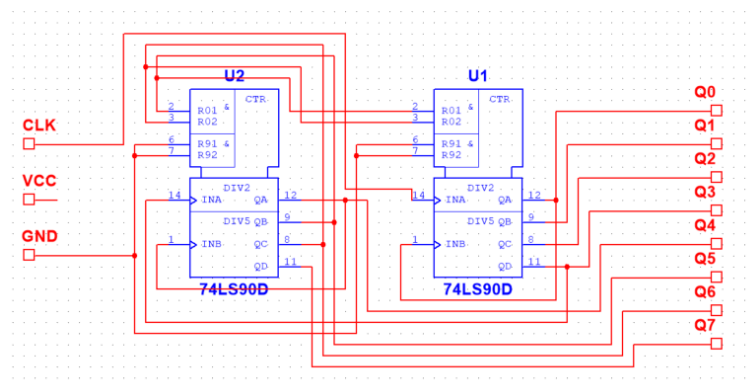 U2
U1
Q0
CTR
CTR
2 R01 &
2 R01 &
3 R02
3 R02
Q1
CLK
6 R91 &
6 R91 &
7 R92
7 R92
Q2
VCC
DIV2
DIV2
Q3
14 INA QA 12
14 INA QA 12
Q4
DIV5 QB 9
DIV5 QB 9
GND
1 INB QC 8
1 INB QC 8
Q5
QD 11
QD 11
74LS90D
74LS90D
Q6
Q7